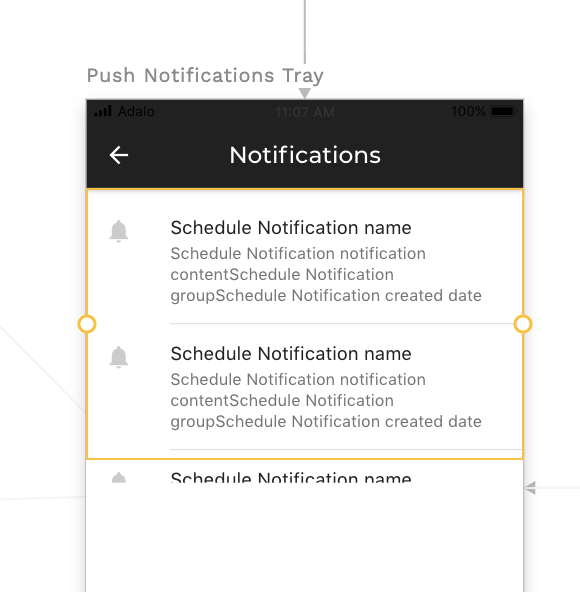 Push Notifications Tray
Adalo 11:07 AM 100%
Notifications
Schedule Notification name
Schedule Notification notification
contentSchedule Notification
groupSchedule Notification created date
Schedule Notification name
Schedule Notification notification
contentSchedule Notification
groupSchedule Notification created date
Schedule Notification name